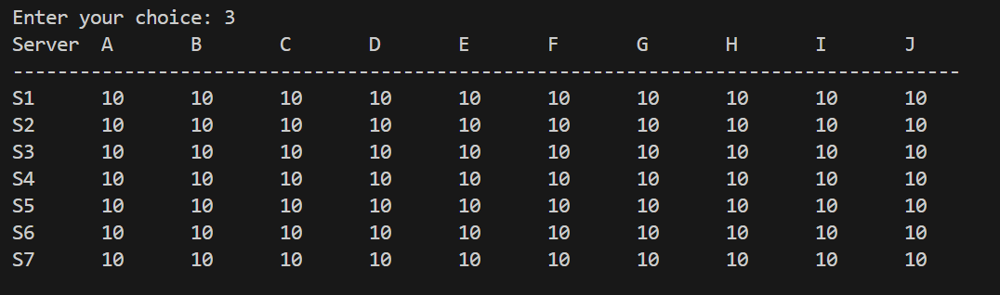 Enter your choice: 3
Server  A       B       C       D       E       F       G       H       I       J
-------------------------------------------------------------------------------------
S1      10      10      10      10      10      10      10      10      10      10
S2      10      10      10      10      10      10      10      10      10      10
S3      10      10      10      10      10      10      10      10      10      10
S4      10      10      10      10      10      10      10      10      10      10
S5      10      10      10      10      10      10      10      10      10      10
S6      10      10      10      10      10      10      10      10      10      10
S7      10      10      10      10      10      10      10      10      10      10